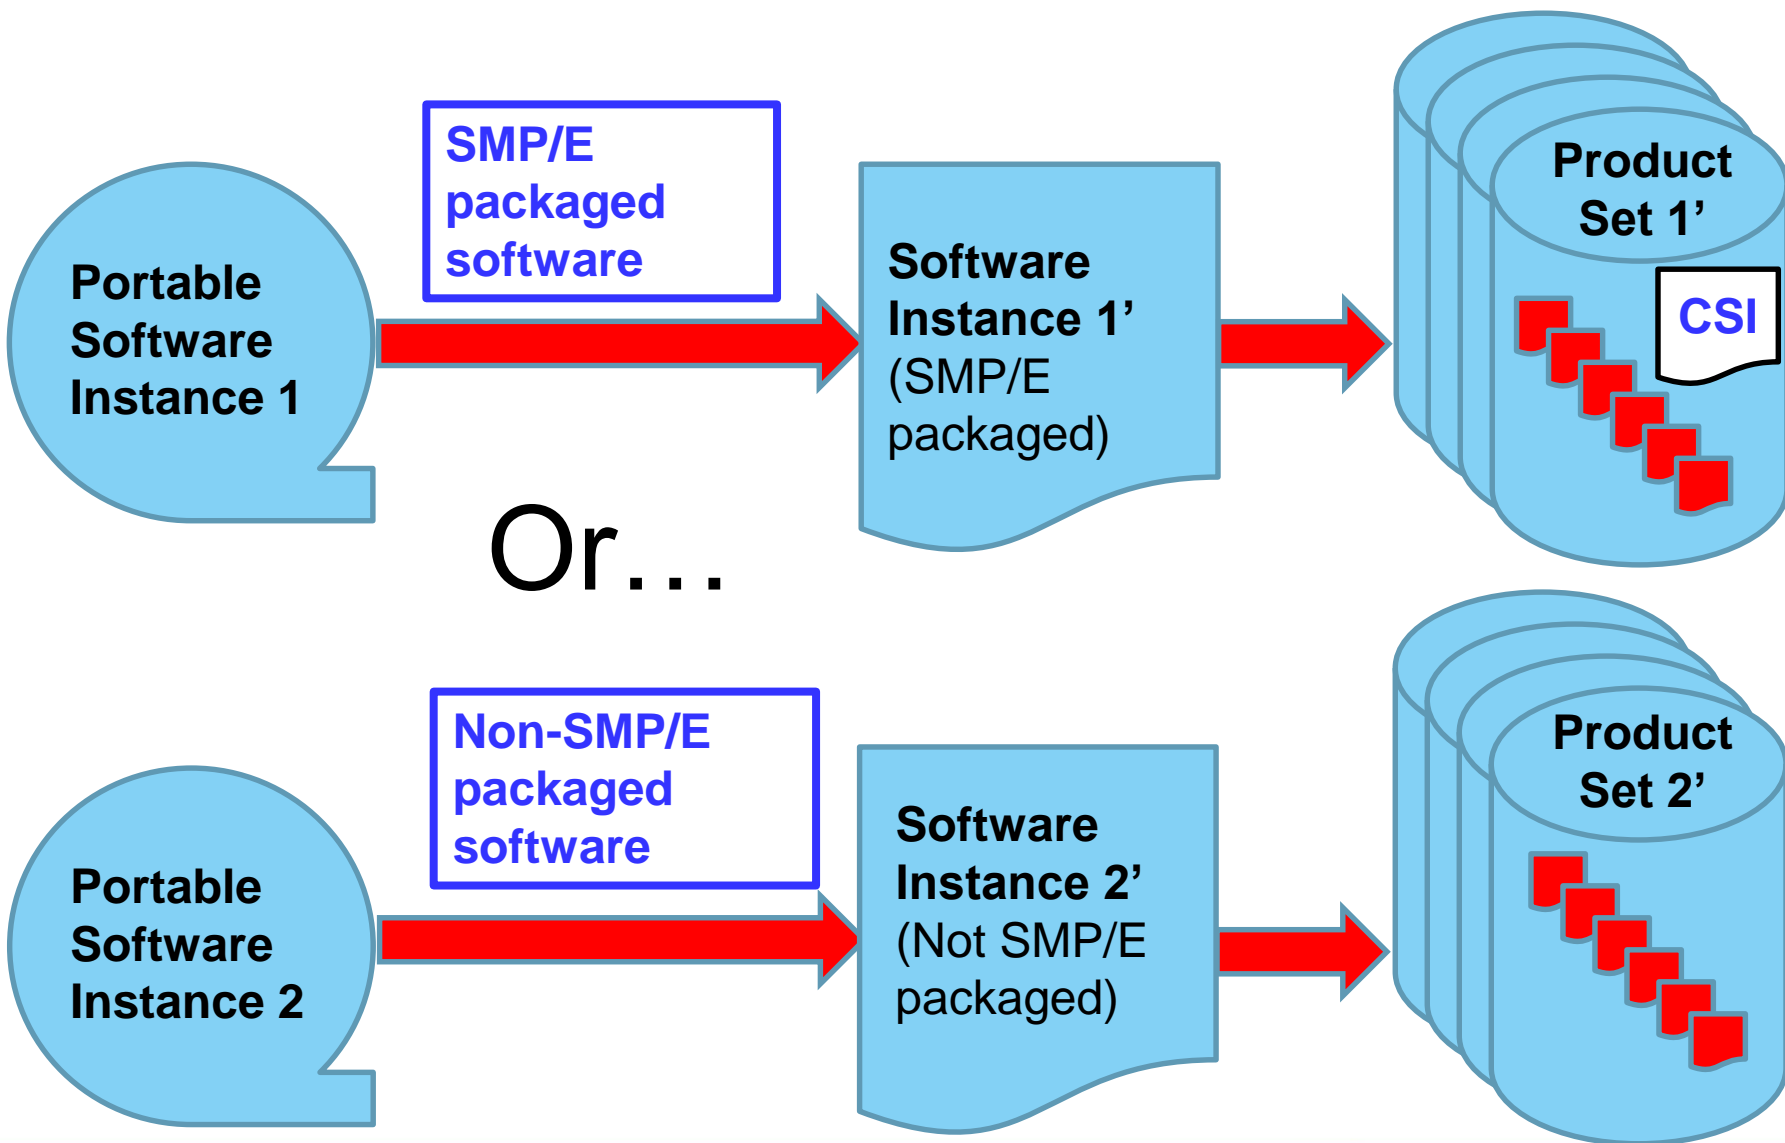 SMP/E
packaged
software
Portable
Software
Instance 1
Software
Instance 1’
(SMP/E
packaged)
Product
Set 1’
CSI
Or…
Non-SMP/E
packaged
software
Portable
Software
Instance 2
Software
Instance 2’
(Not SMP/E
packaged)
Product
Set 2’